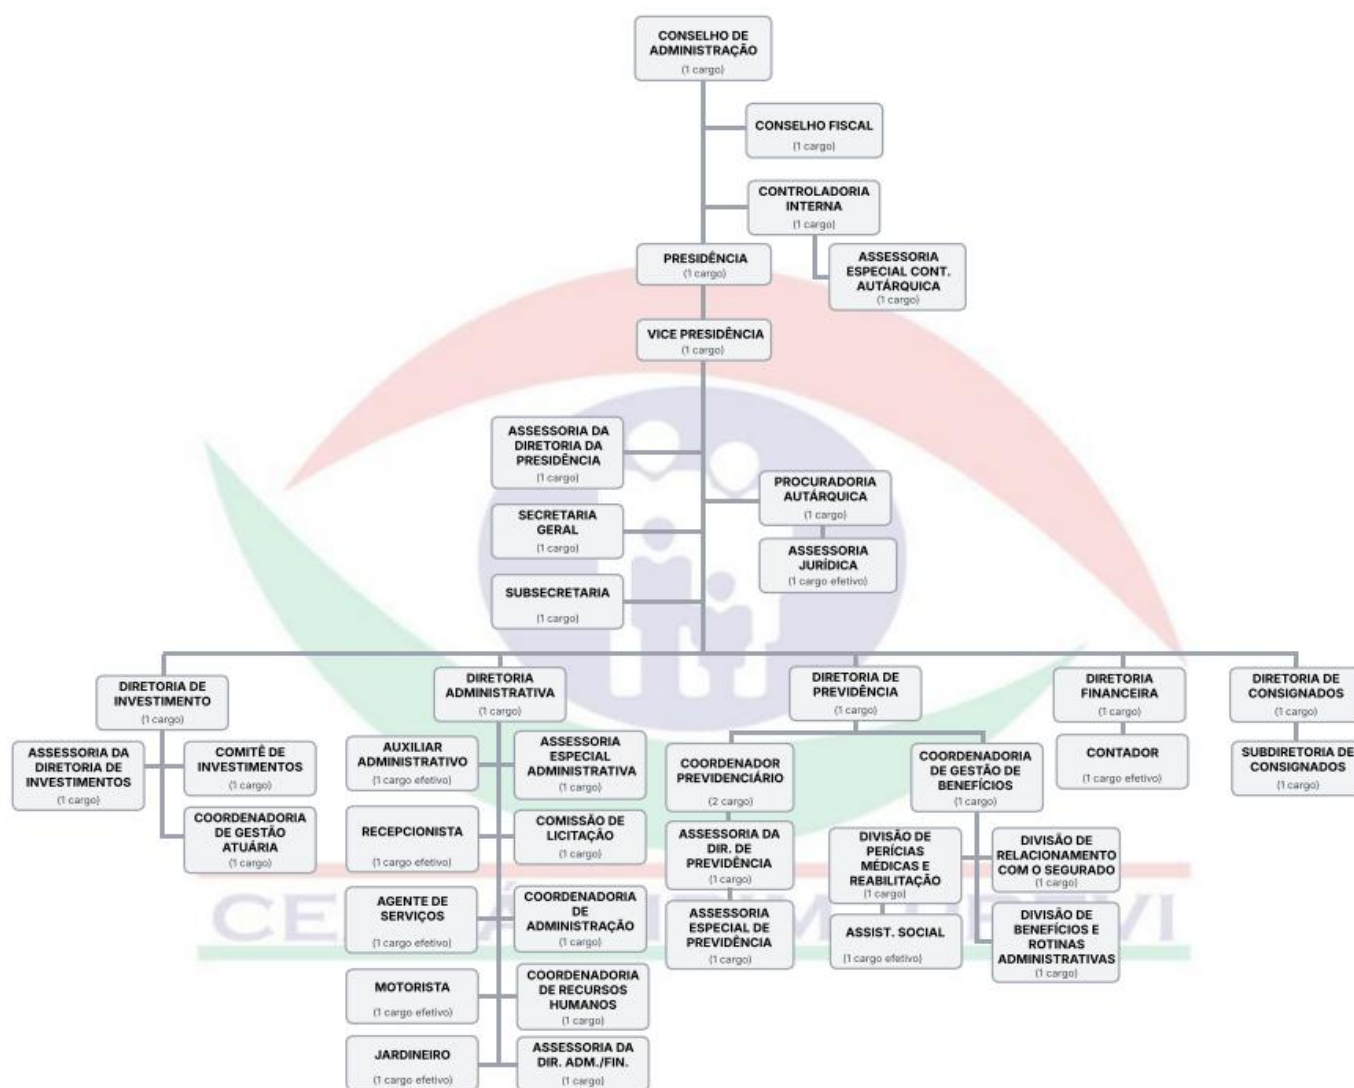 CONSELHO DE
ADMINISTRAÇÃO
(1 cargo)
CONSELHO FISCAL
(1 cargo)
CONTROLADORIA
INTERNA
(1 cargo)
PRESIDÊNCIA
(1 cargo)
ASSESSORIA
ESPECIAL CONT.
AUTÁRQUICA
(1 cargo)
VICE PRESIDÊNCIA
(1 cargo)
ASSESSORIA DA
DIRETORIA DA
PRESIDÊNCIA
(1 cargo)
PROCURADORIA
AUTÁRQUICA
(1 cargo)
SECRETARIA
GERAL
(1 cargo)
ASSESSORIA
JURÍDICA
(1 cargo efetivo)
SUBSECRETARIA
(1 cargo)
DIRETORIA DE
INVESTIMENTO
(1 cargo)
ASSESSORIA DA
DIRETORIA DE
INVESTIMENTOS
(1 cargo)
COMITÊ DE
INVESTIMENTOS
(1 cargo)
COORDENADORIA
DE GESTÃO
ATUÁRIA
(1 cargo)
DIRETORIA
ADMINISTRATIVA
(1 cargo)
AUXILIAR
ADMINISTRATIVO
(1 cargo efetivo)
ASSESSORIA
ESPECIAL
ADMINISTRATIVA
(1 cargo)
RECEPCIONISTA
(1 cargo efetivo)
COMISSÃO DE
LICITAÇÂO
(1 cargo)
AGENTE DE
SERVIÇOS
(1 cargo efetivo)
COORDENADORIA
DE
ADMINISTRAÇÃO
(1 cargo)
MOTORISTA
(1 cargo efetivo)
COORDENADORIA
DE RECURSOS
HUMANOS
(1 cargo)
JARDINEIRO
(1 cargo efetivo)
ASSESSORIA DA
DIR. ADM./FIN.
(1 cargo)
DIRETORIA DE
PREVIDÊNCIA
(1 cargo)
COORDENADOR
PREVIDENCIÁRIO
(2 cargo)
ASSESSORIA DA
DIR. DE
PREVIDÊNCIA
(1 cargo)
ASSESSORIA
ESPECIAL DE
PREVIDÊNCIA
(1 cargo)
COORDENADORIA
DE GESTÃO DE
BENEFÍCIOS
(1 cargo)
DIVISÃO DE
PERÍCIAS
MÉDICAS E
REABILITAÇÃO
(1 cargo)
ASSIST. SOCIAL
(1 cargo efetivo)
DIVISÃO DE
RELACIONAMENTO
COM O SEGURADO
(1 cargo)
DIVISÃO DE
BENEFÍCIOS E
ROTINAS
ADMINISTRATIVAS
(1 cargo)
DIRETORIA
FINANCEIRA
(1 cargo)
CONTADOR
(1 cargo efetivo)
DIRETORIA DE
CONSIGNADOS
(1 cargo)
SUBDIRETORIA DE
CONSIGNADOS
(1 cargo)